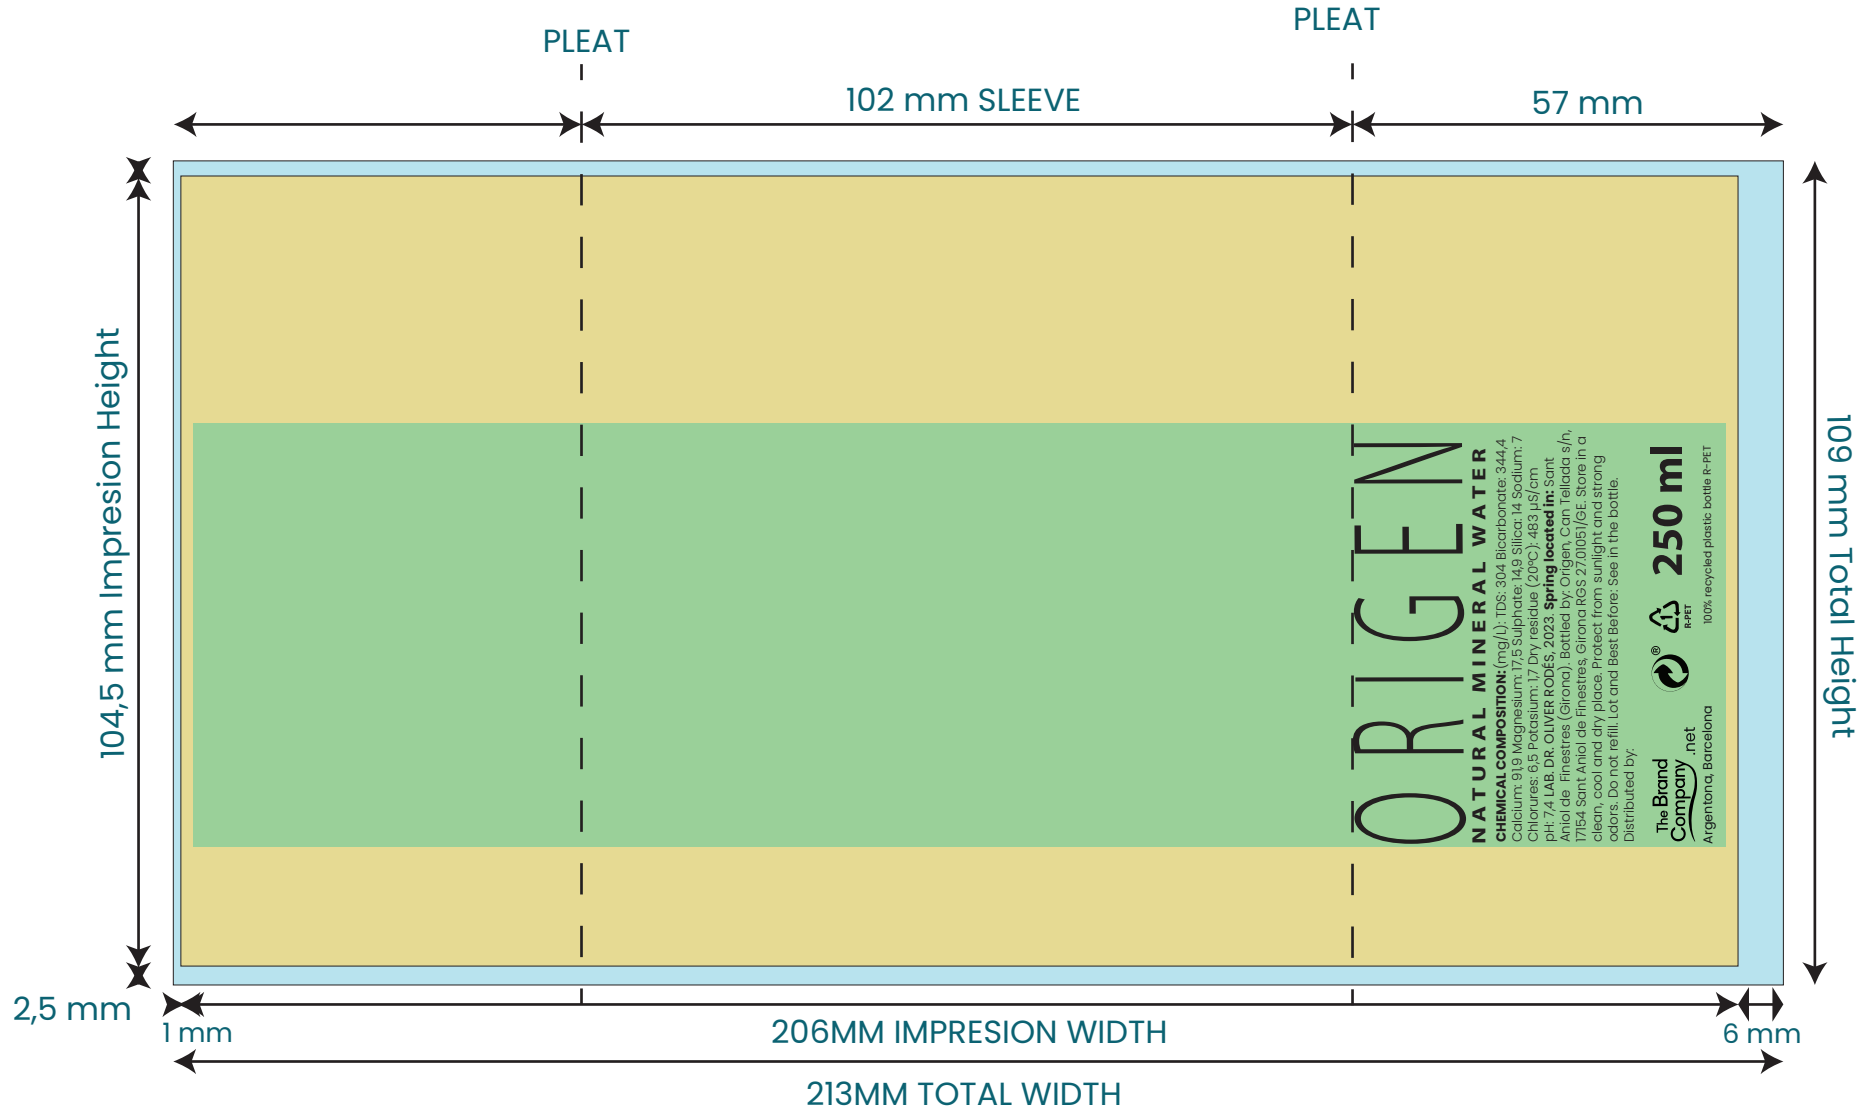 PLEAT
PLEAT
102 mm SLEEVE
57 mm
104,5 mm Impresion Height
109 mm Total Height
ORIGEN
NATURAL MINERAL WATER
CHEMICAL COMPOSITION: (mg/L): TDS: 304 Bicarbonate: 344,4
Calcium: 91,9 Magnesium: 17,5 Sulphate: 14,9 Silica: 14 Sodium: 7
Chlorures: 6,5 Potasium: 1,7 Dry residue (20ºC): 483 µS/cm
pH: 7,4 LAB. DR. OLIVER RODÉS, 2023. Spring located in: Sant
Aniol de Finestres (Girona). Bottled by: Origen, Can Tellada s/n,
17154 Sant Aniol de Finestres, Girona RGS 27.01051/GE. Store in a
clean, cool and dry place. Protect from sunlight and strong
odors. Do not refill. Lot and Best Before: See in the bottle.
Distributed by:
The Brand
Company.net
Argentona, Barcelona
®
1
R-PET
250 ml
100% recycled plastic bottle R-PET
2,5 mm
1 mm
206MM IMPRESION WIDTH
6 mm
213MM TOTAL WIDTH